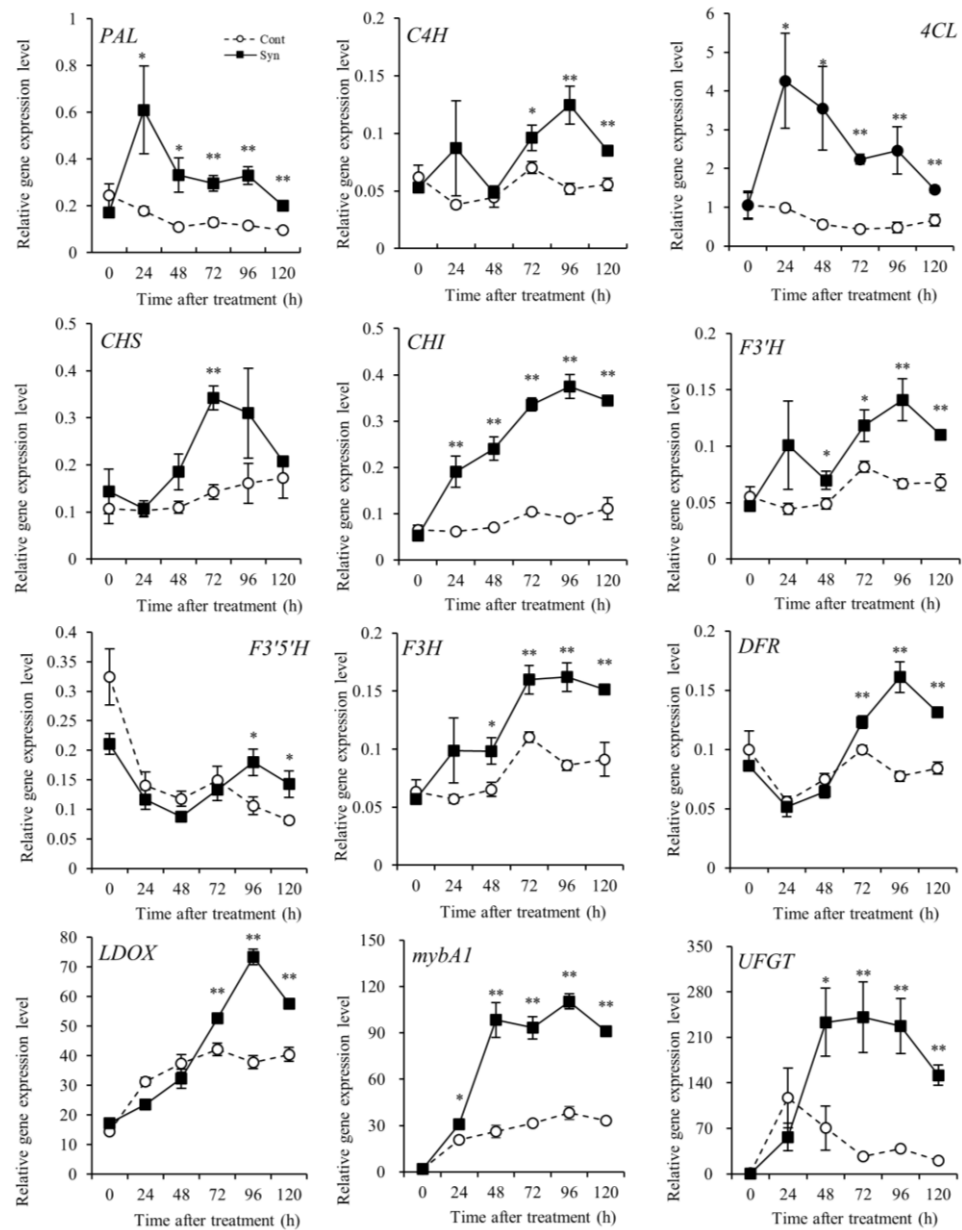 PAL
Cont
Syn
Relative gene expression level
1
0.8
0.6
0.4
0.2
0
*
*
**
**
**
0 24 48 72 96 120
Time after treatment (h)
C4H
Relative gene expression level
0.2
0.15
0.1
0.05
0
*
**
**
0 24 48 72 96 120
Time after treatment (h)
4CL
Relative gene expression level
6
5
4
3
2
1
0
*
*
**
**
**
0 24 48 72 96 120
Time after treatment (h)
CHS
Relative gene expression level
0.5
0.4
0.3
0.2
0.1
0
**
0 24 48 72 96 120
Time after treatment (h)
CHI
Relative gene expression level
0.5
0.4
0.3
0.2
0.1
0
**
**
**
**
**
0 24 48 72 96 120
Time after treatment (h)
F3'H
Relative gene expression level
0.2
0.15
0.1
0.05
0
*
*
**
**
0 24 48 72 96 120
Time after treatment (h)
F3'5'H
Relative gene expression level
0.4
0.35
0.3
0.25
0.2
0.15
0.1
0.05
0
*
*
0 24 48 72 96 120
Time after treatment (h)
F3H
Relative gene expression level
0.2
0.15
0.1
0.05
0
*
**
**
**
0 24 48 72 96 120
Time after treatment (h)
DFR
Relative gene expression level
0.2
0.15
0.1
0.05
0
**
**
**
0 24 48 72 96 120
Time after treatment (h)
LDOX
Relative gene expression level
80
70
60
50
40
30
20
10
0
**
**
**
0 24 48 72 96 120
Time after treatment (h)
mybA1
Relative gene expression level
150
120
90
60
30
0
*
**
**
**
**
0 24 48 72 96 120
Time after treatment (h)
UFGT
Relative gene expression level
350
280
210
140
70
0
*
**
**
**
0 24 48 72 96 120
Time after treatment (h)